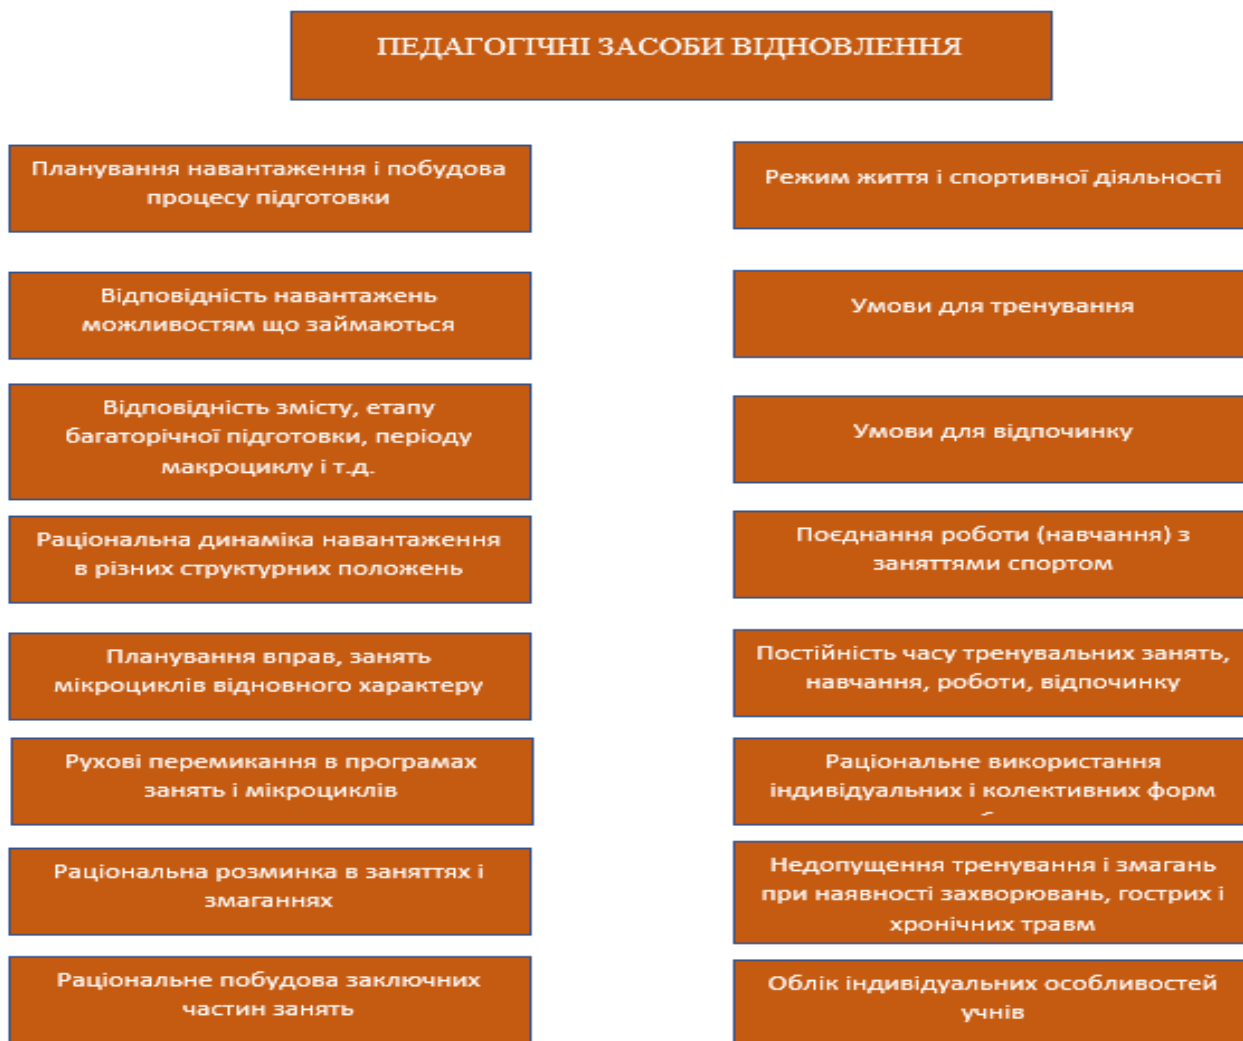 ПЕДАГОГІЧНІ ЗАСОБИ ВІДНОВЛЕННЯ
Планування навантаження і побудова
процесу підготовки
Відповідність навантажень
можливостям що займаються
Відповідність змісту, етапу
багаторічної підготовки, періоду
макроциклу і т.д.
Раціональна динаміка навантаження
в різних структурних положень
Планування вправ, занять
мікроциклів відновного характеру
Рухові перемикання в програмах
занять і мікроциклів
Раціональна розминка в заняттях і
змаганнях
Раціональне побудова заключних
частин занять
Режим життя і спортивної діяльності
Умови для тренування
Умови для відпочинку
Поєднання роботи (навчання) з
заняттями спортом
Постійність часу тренувальних занять,
навчання, роботи, відпочинку
Раціональне використання
індивідуальних і колективних форм
Недопущення тренування і змагань
при наявності захворювань, гострих і
хронічних травм
Облік індивідуальних особливостей
учнів